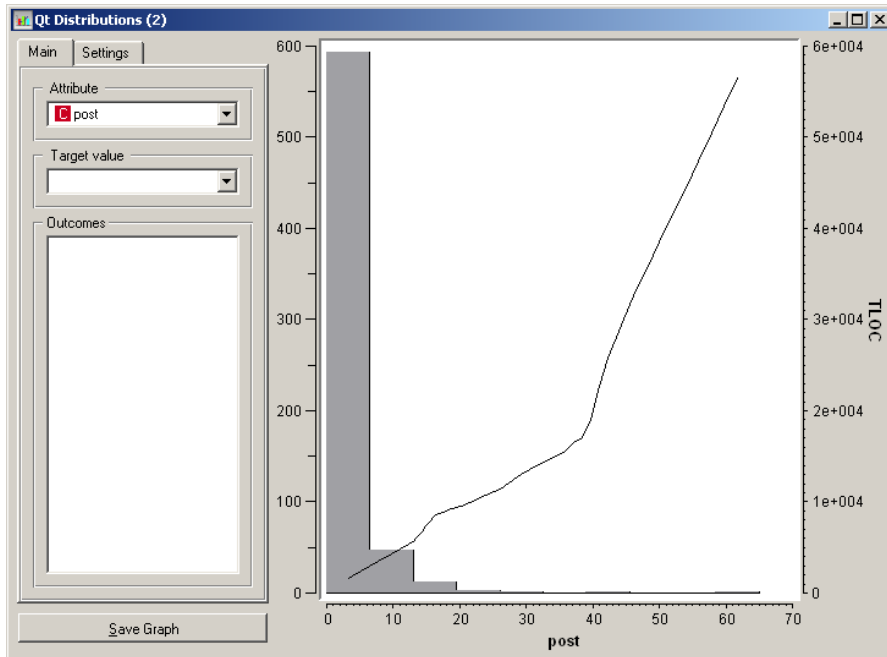 Qt Distributions (2)
Main Settings
Attribute
C post
Target value
Outcomes
Save Graph
600
500
400
300
200
100
0
6e+004
5e+004
4e+004
3e+004
2e+004
1e+004
0
TLOC
0 10 20 30 40 50 60 70
post